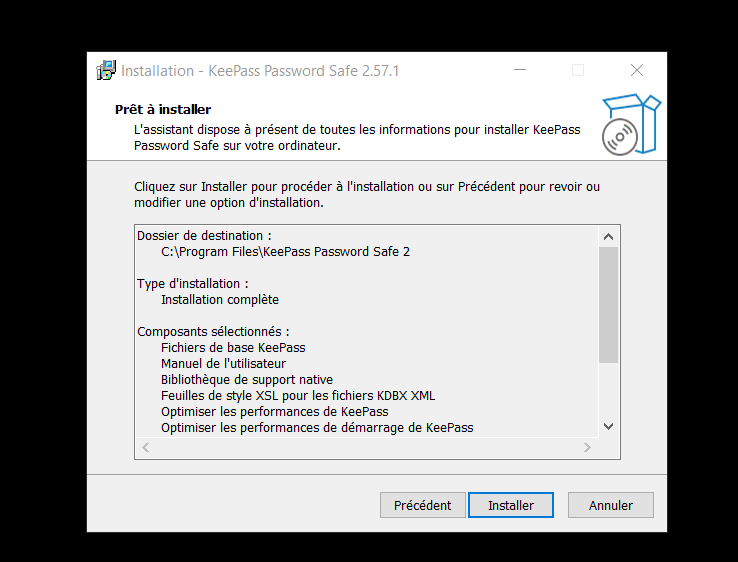 Installation - KeePass Password Safe 2.57.1
Prêt à installer
L'assistant dispose à présent de toutes les informations pour installer KeePass
Password Safe sur votre ordinateur.
Cliquez sur Installer pour procéder à l'installation ou sur Précédent pour revoir ou
modifier une option d'installation.
Dossier de destination :
C:\Program Files\KeePass Password Safe 2
Type d'installation :
Installation complète
Composants sélectionnés :
Fichiers de base KeePass
Manuel de l'utilisateur
Bibliothèque de support native
Feuilles de style XSL pour les fichiers KDBX XML
Optimiser les performances de KeePass
Optimiser les performances de démarrage de KeePass
Précédent
Installer
Annuler